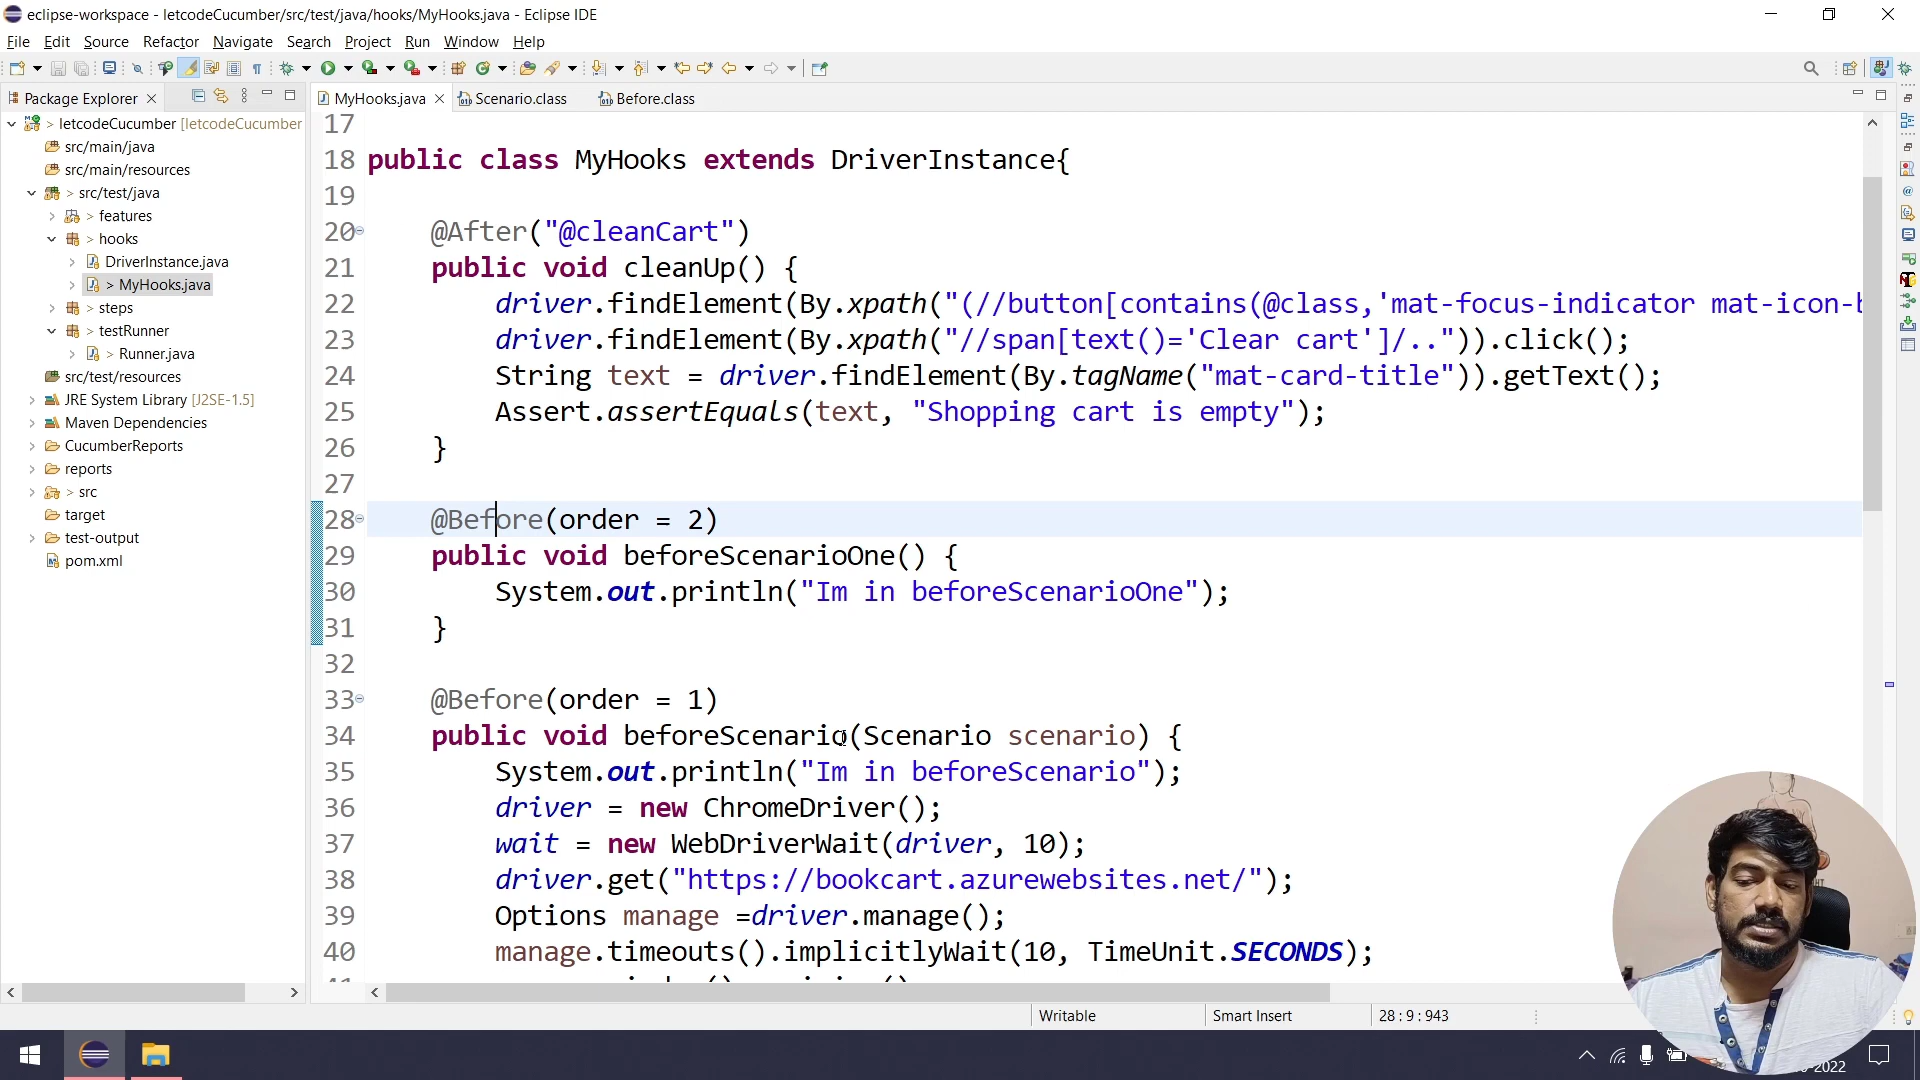 eclipse-workspace - letcodeCucumber/src/test/java/hooks/MyHooks.java - Eclipse IDE
File Edit Source Refactor Navigate Search Project Run Window Help
Package Explorer
MyHooks.java Scenario.class Before.class
> letcodeCucumber [letcodeCucumber
src/main/java
src/main/resources
> src/test/java
> features
> hooks
DriverInstance.java
> MyHooks.java
> steps
> testRunner
> Runner.java
src/test/resources
JRE System Library [J2SE-1.5]
Maven Dependencies
CucumberReports
reports
> src
target
test-output
pom.xml
17
18 public class MyHooks extends DriverInstance{
19
20 @After("@cleanCart")
21 public void cleanUp() {
22 driver.findElement(By.xpath("(//button[contains(@class,'mat-focus-indicator mat-icon-b
23 driver.findElement(By.xpath("//span[text()='Clear cart']/..")).click();
24 String text = driver.findElement(By.tagName("mat-card-title")).getText();
25 Assert.assertEquals(text, "Shopping cart is empty");
26 }
27
28 @Before(order = 2)
29 public void beforeScenarioOne() {
30 System.out.println("Im in beforeScenarioOne");
31 }
32
33 @Before(order = 1)
34 public void beforeScenario(Scenario scenario) {
35 System.out.println("Im in beforeScenario");
36 driver = new ChromeDriver();
37 wait = new WebDriverWait(driver, 10);
38 driver.get("https://bookcart.azurewebsites.net/");
39 Options manage =driver.manage();
40 manage.timeouts().implicitlyWait(10, TimeUnit.SECONDS);
Writable Smart Insert 28 : 9 : 943
-2022